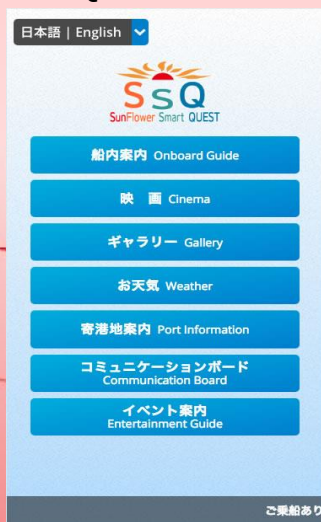 日本語 | English
SsQ
SunFlower Smart QUEST
船内案内 Onboard Guide
映 画 Cinema
ギャラリー Gallery
お天気 Weather
寄港地案内 Port Information
コミュニケーションボード
Communication Board
イベント案内
Entertainment Guide
ご乗船あり